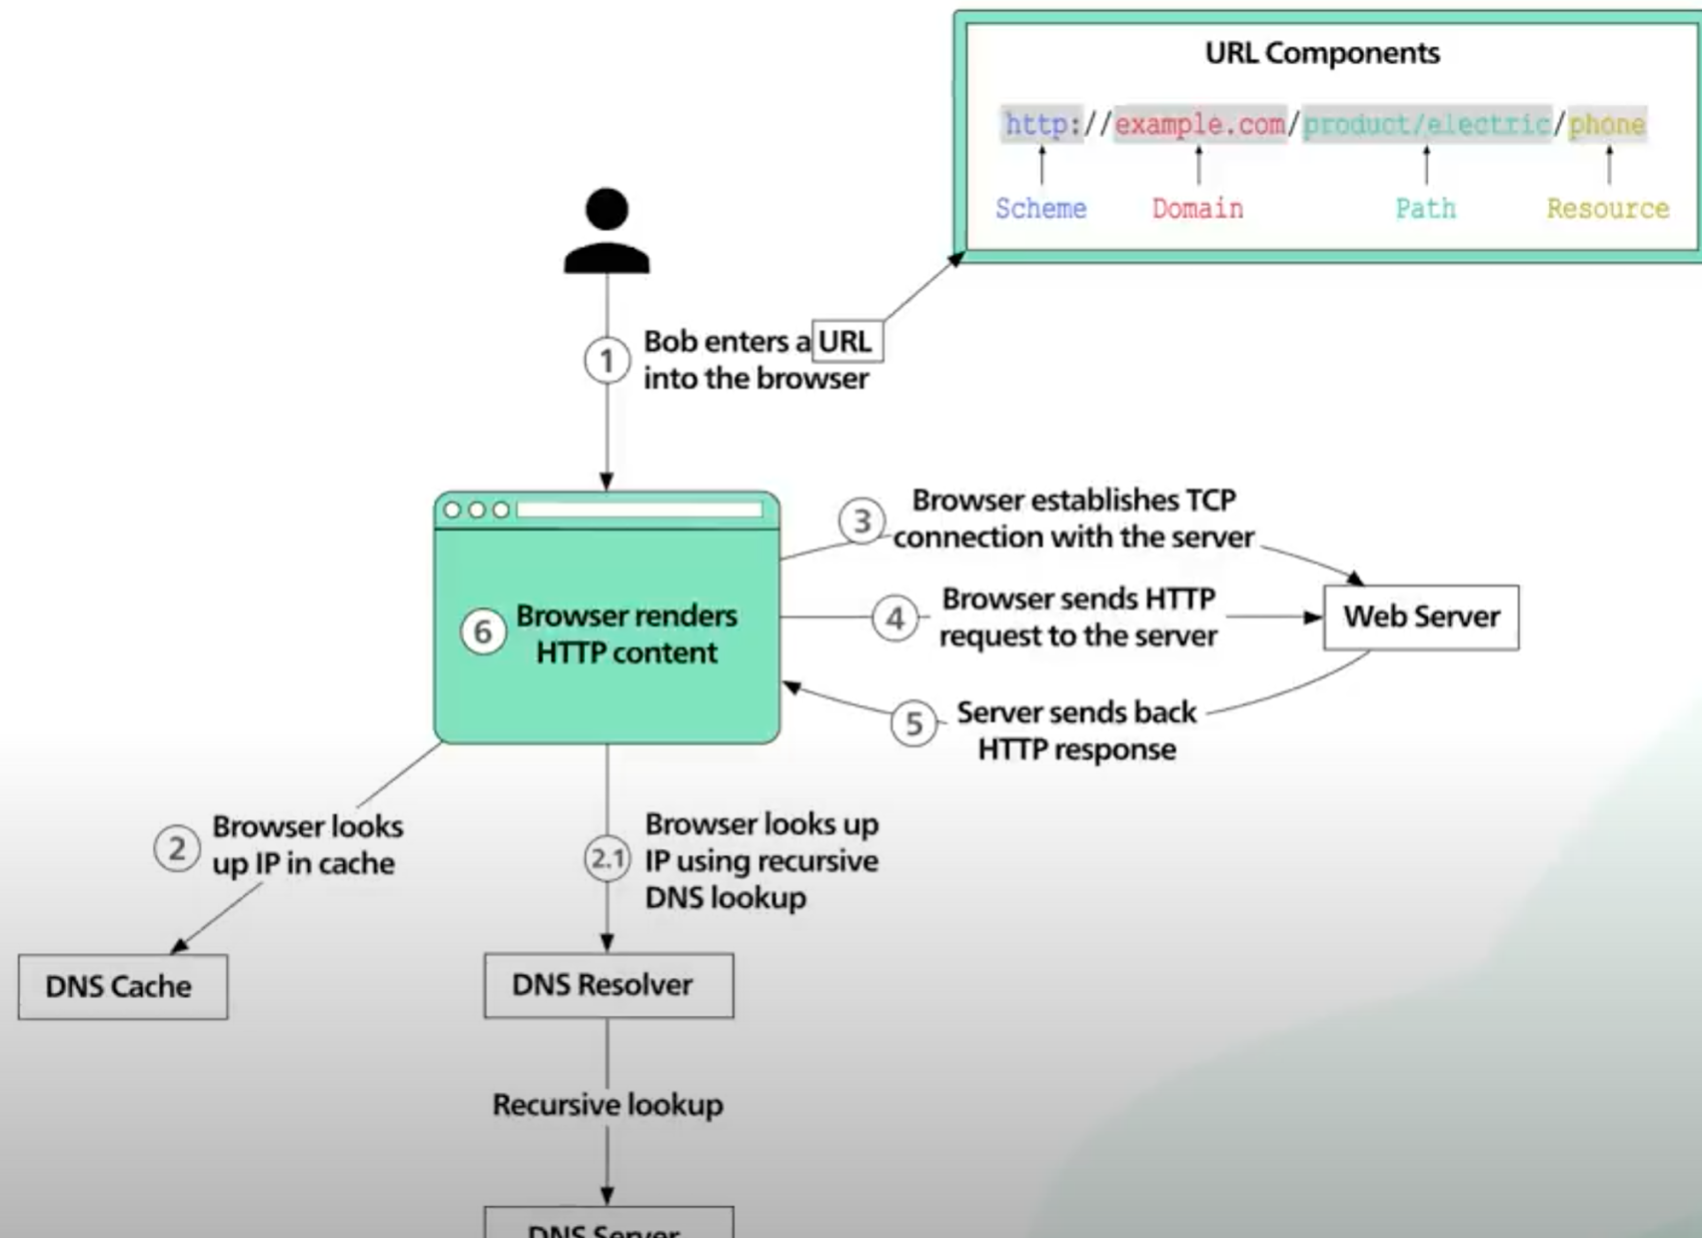 URL Components
http://example.com/product/electric/phone
Scheme
Domain
Path
Resource
1
Bob enters a URL
into the browser
3
Browser establishes TCP
connection with the server
4
Browser sends HTTP
request to the server
Web Server
5
Server sends back
HTTP response
6
Browser renders
HTTP content
2
Browser looks
up IP in cache
2.1
Browser looks up
IP using recursive
DNS lookup
DNS Cache
DNS Resolver
Recursive lookup
DNS Server